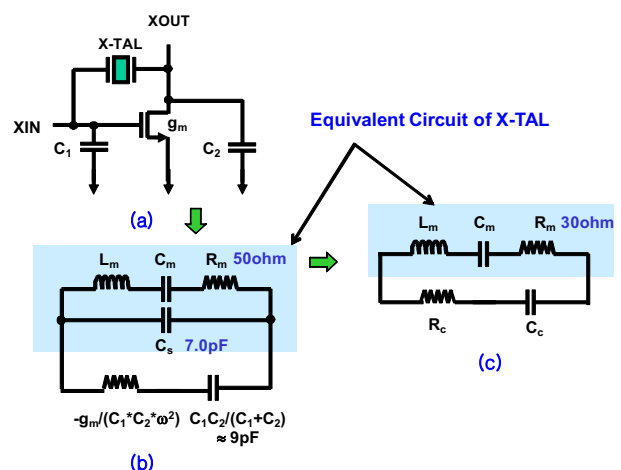 XOUT
X-TAL
XIN
gm
C1
C2
(a)
Equivalent Circuit of X-TAL
Lm
Cm
Rm 50ohm
Cs 7.0pF
-gm/(C1*C2*ω²)
C1C2/(C1+C2)
≈ 9pF
(b)
Lm
Cm
Rm 30ohm
Rc
Cc
(c)